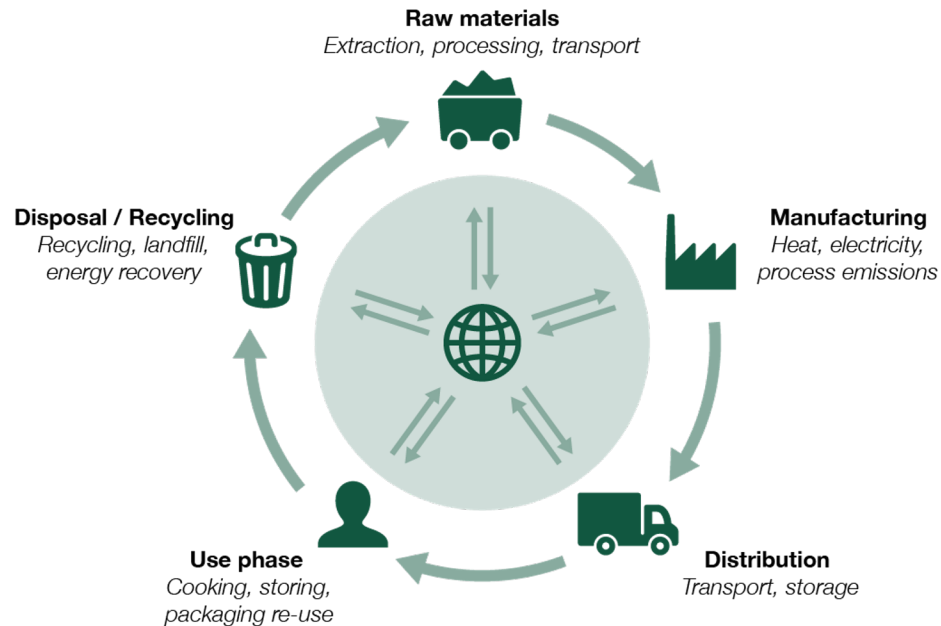 Raw materials
Extraction, processing, transport
Manufacturing
Heat, electricity,
process emissions
Distribution
Transport, storage
Use phase
Cooking, storing,
packaging re-use
Disposal / Recycling
Recycling, landfill,
energy recovery